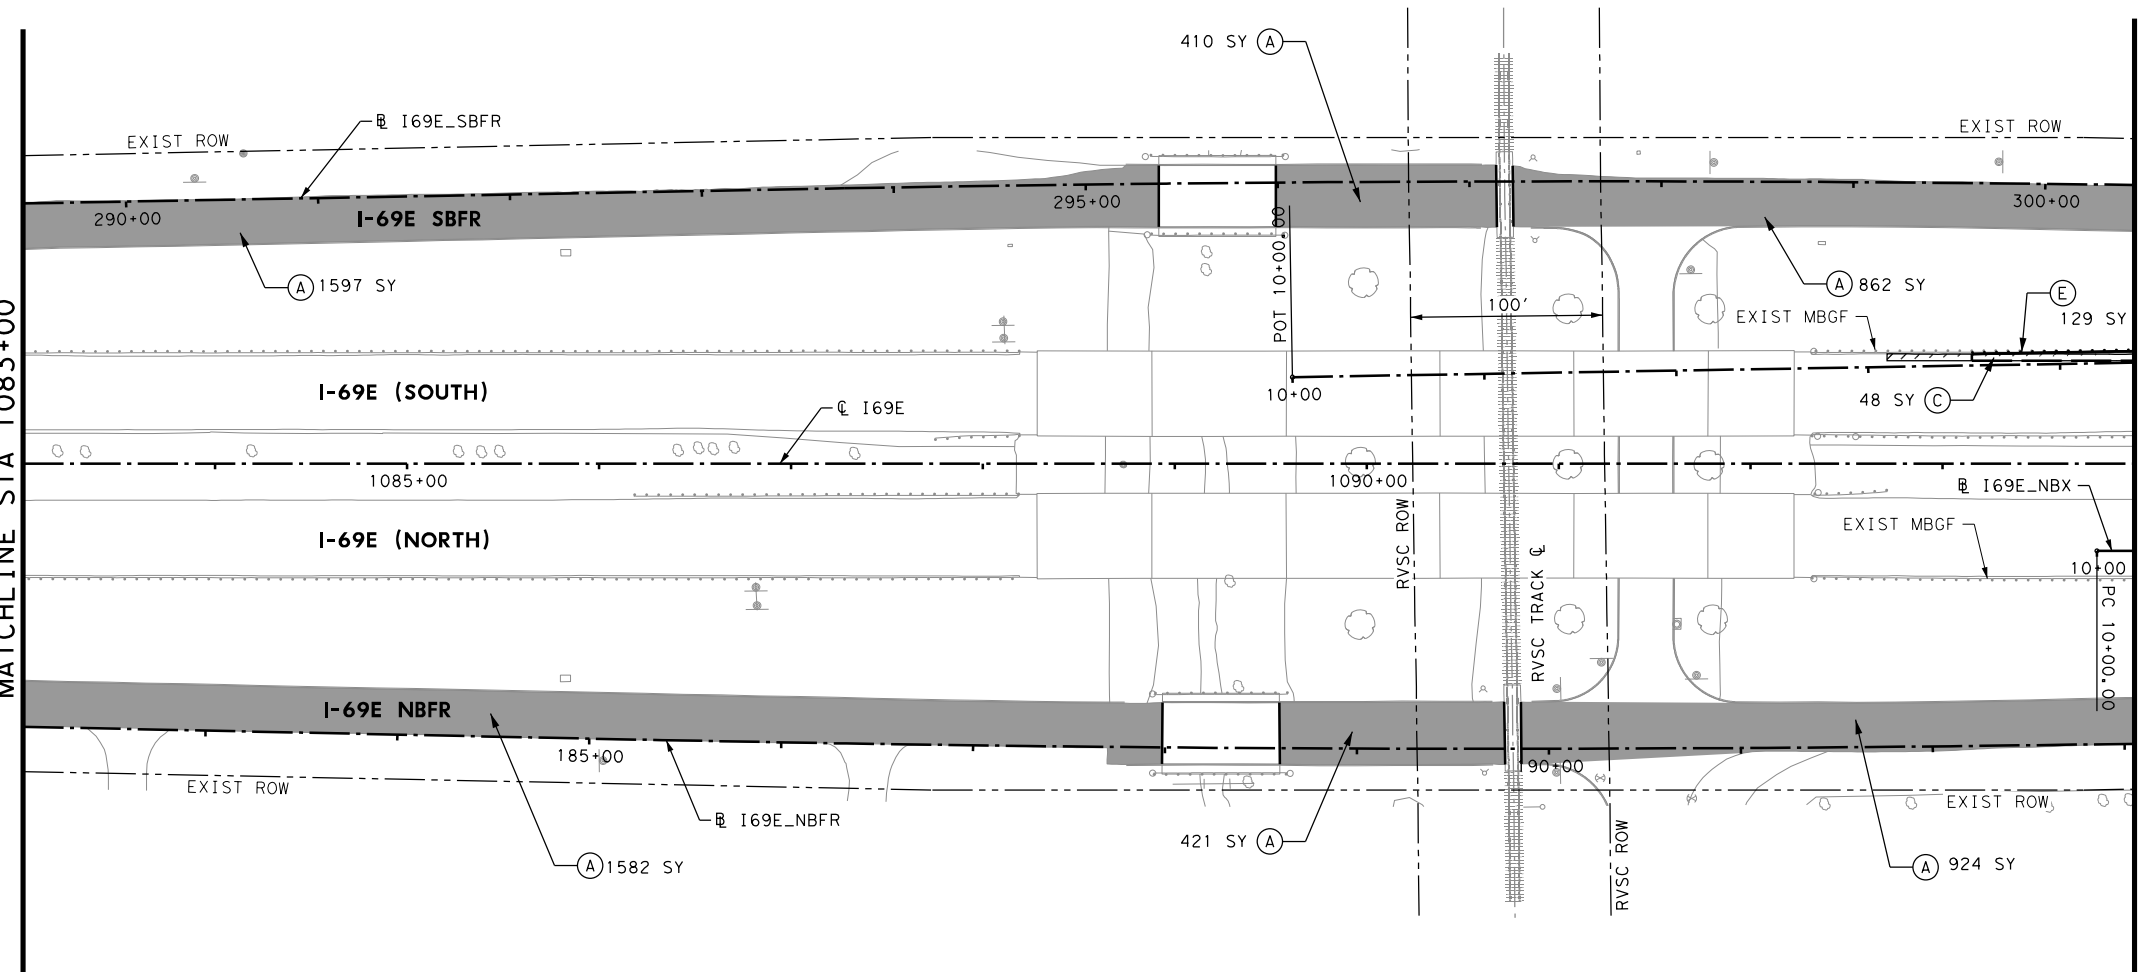 410 SY A
℄ I69E_SBFR
EXIST ROW
EXIST ROW
290+00
I-69E SBFR
295+00
300+00
A 1597 SY
POT 10+00.00
100'
A 862 SY
E
129 SY
EXIST MBGF
MATCHLINE STA 1083+00
I-69E (SOUTH)
10+00
48 SY C
℄ I69E
1085+00
1090+00
RVSC ROW
I-69E (NORTH)
RVSC TRACK ℄
B I69E_NBX
EXIST MBGF
10+00
PC 10+00.00
I-69E NBFR
185+00
90+00
EXIST ROW
EXIST ROW
B I69E_NBFR
421 SY A
RVSC ROW
A 1582 SY
A 924 SY